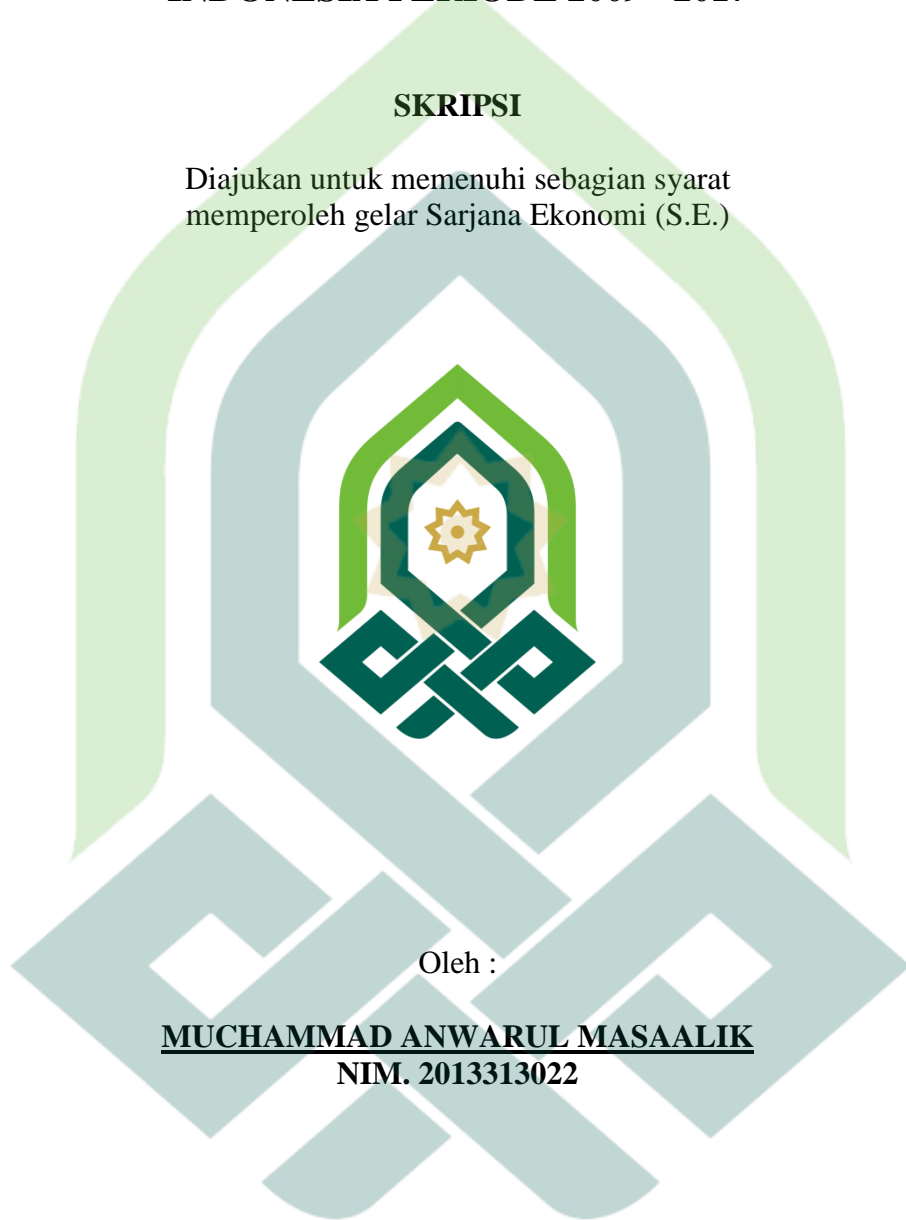 INDONESIA PERIODE
SKRIPSI
Diajukan untuk memenuhi sebagian syarat
memperoleh gelar Sarjana Ekonomi (S.E.)
Oleh :
MUCHAMMAD ANWARUL MASAALIK
NIM. 2013313022